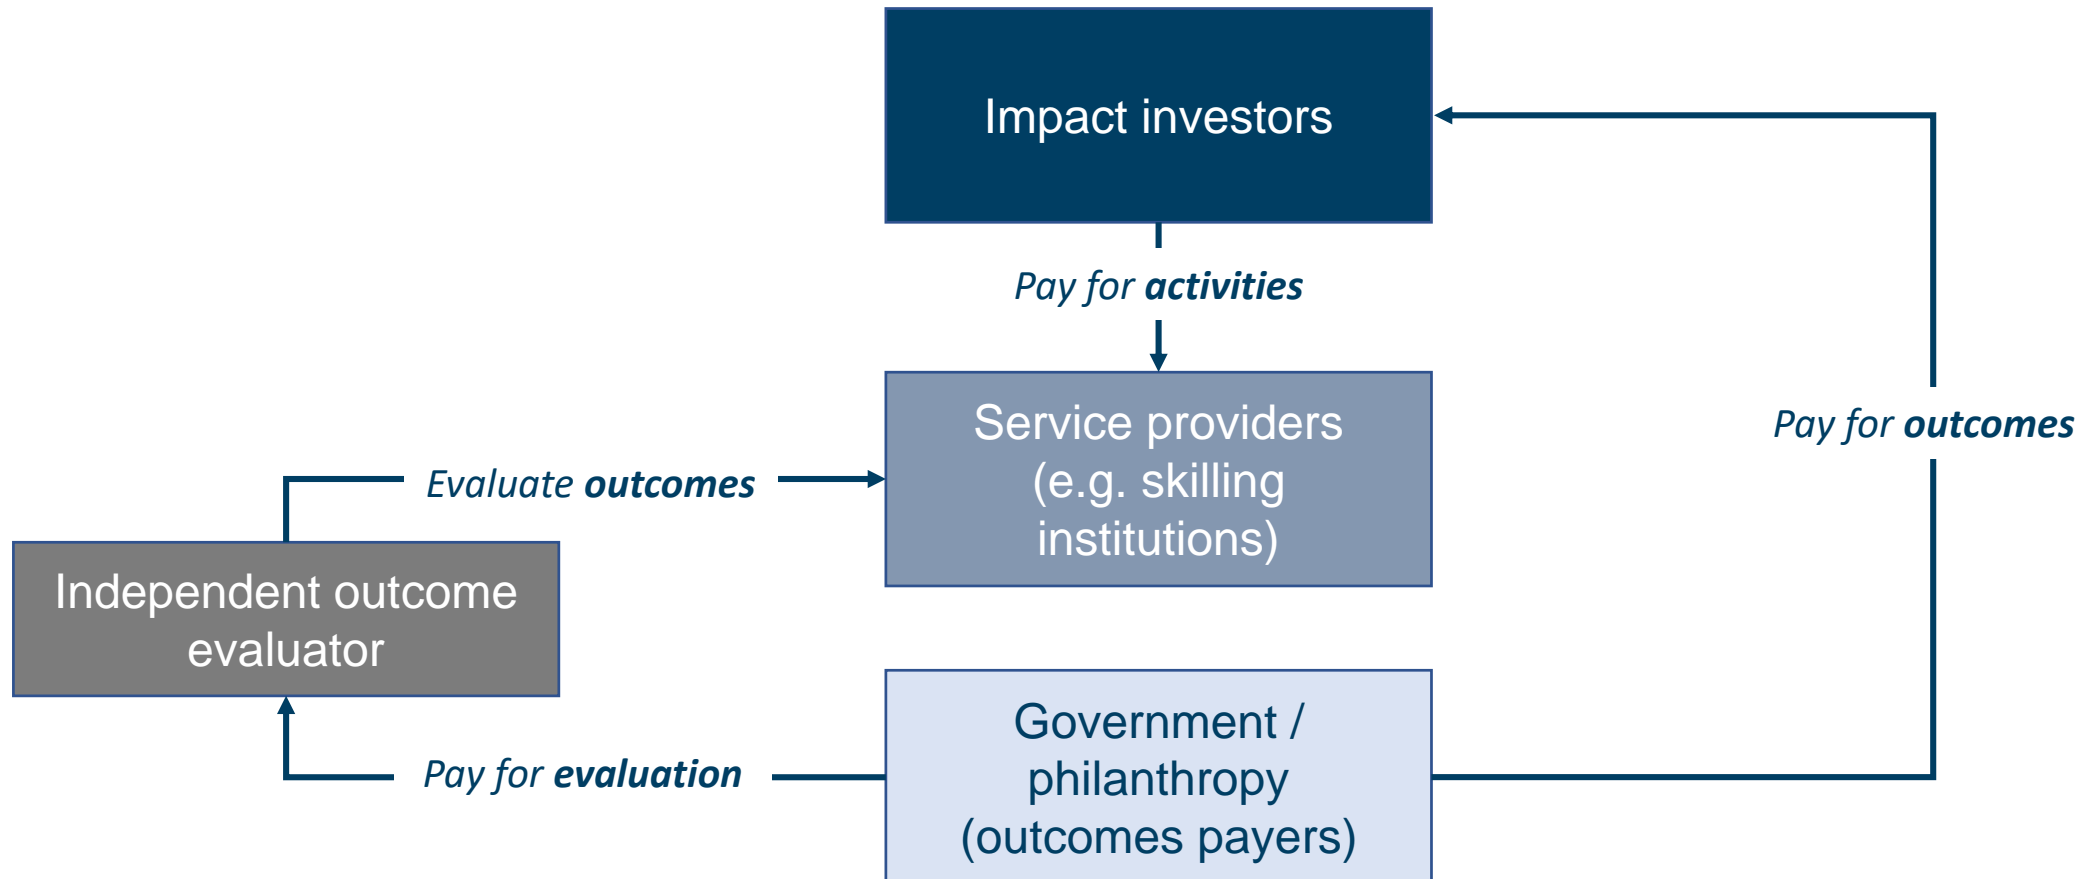 Impact investors
Pay for activities
Service providers
(e.g. skilling
institutions)
Pay for outcomes
Evaluate outcomes
Independent outcome
evaluator
Government /
philanthropy
(outcomes payers)
Pay for evaluation